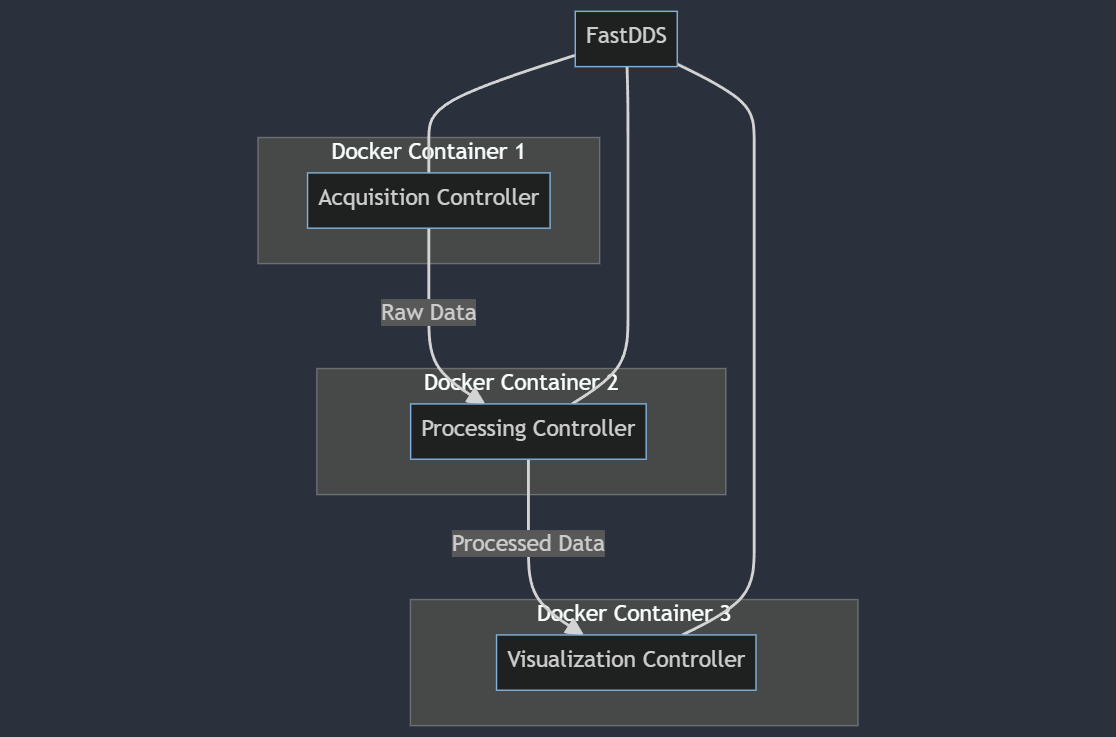 FastDDS
Docker Container 1
Acquisition Controller
Raw Data
Docker Container 2
Processing Controller
Processed Data
Docker Container 3
Visualization Controller